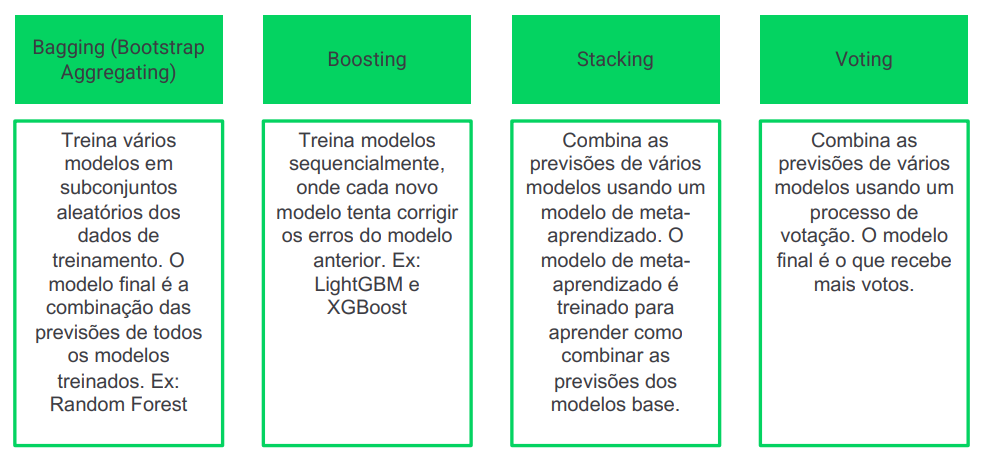 Bagging (Bootstrap
Aggregating)
Treina vários
modelos em
subconjuntos
aleatórios dos
dados de
treinamento. O
modelo final é a
combinação das
previsões de todos
os modelos
treinados. Ex:
Random Forest
Boosting
Treina modelos
sequencialmente,
onde cada novo
modelo tenta corrigir
os erros do modelo
anterior. Ex:
LightGBM e
XGBoost
Stacking
Combina as
previsões de vários
modelos usando um
modelo de meta-
aprendizado. O
modelo de meta-
aprendizado é
treinado para
aprender como
combinar as
previsões dos
modelos base.
Voting
Combina as
previsões de vários
modelos usando um
processo de
votação. O modelo
final é o que recebe
mais votos.